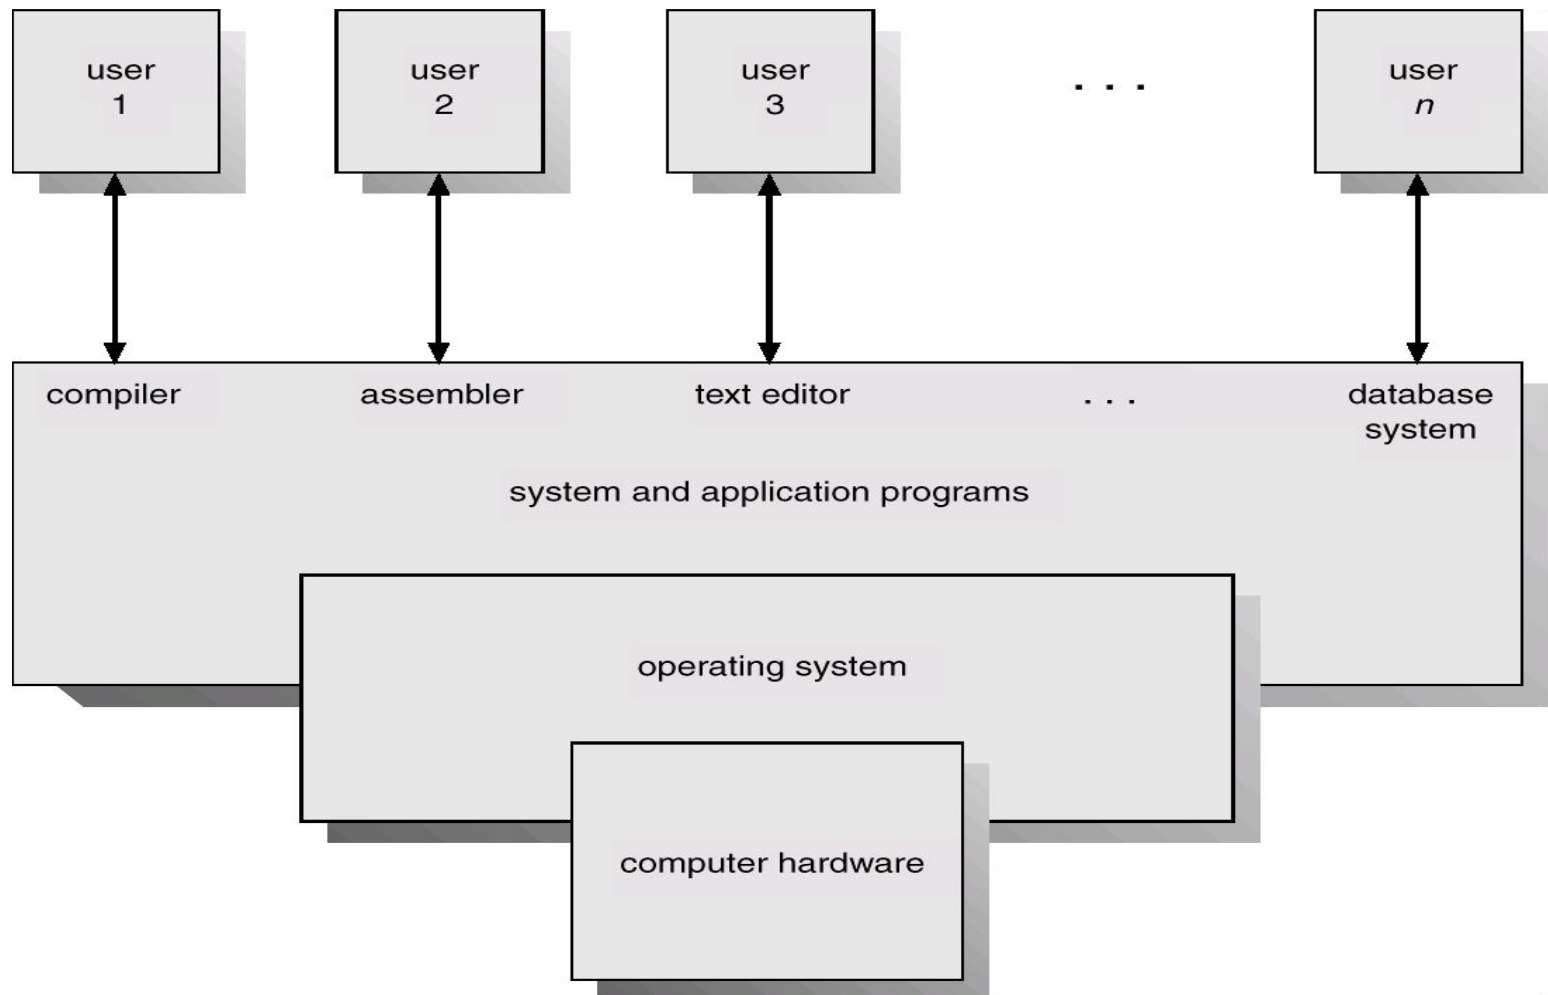 user user user . . . user
1 2 3 n
compiler assembler text editor . . . database
system
system and application programs
operating system
computer hardware